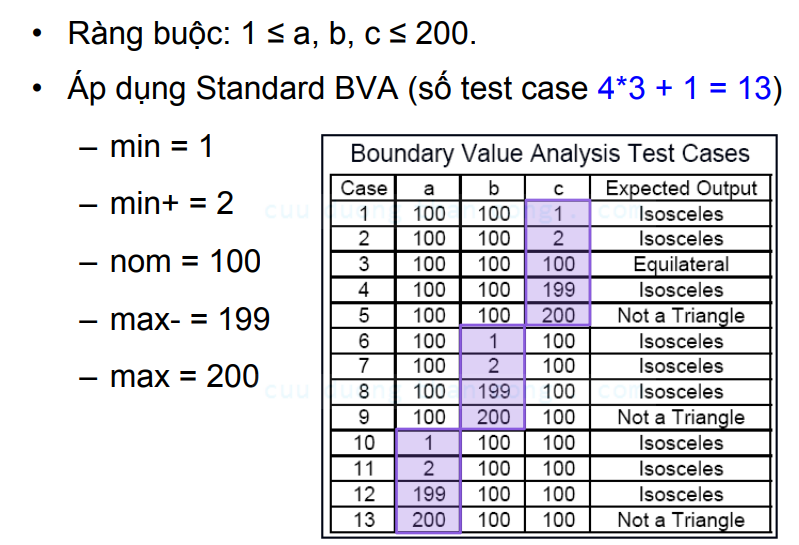 • Ràng buộc: 1 ≤ a, b, c ≤ 200.
• Áp dụng Standard BVA (số test case 4*3 + 1 = 13)
– min = 1
– min+ = 2
– nom = 100
– max- = 199
– max = 200
Boundary Value Analysis Test Cases
Case a b c Expected Output
1 100 100 1 Isosceles
2 100 100 2 Isosceles
3 100 100 100 Equilateral
4 100 100 199 Isosceles
5 100 100 200 Not a Triangle
6 100 1 100 Isosceles
7 100 2 100 Isosceles
8 100 199 100 Isosceles
9 100 200 100 Not a Triangle
10 1 100 100 Isosceles
11 2 100 100 Isosceles
12 199 100 100 Isosceles
13 200 100 100 Not a Triangle